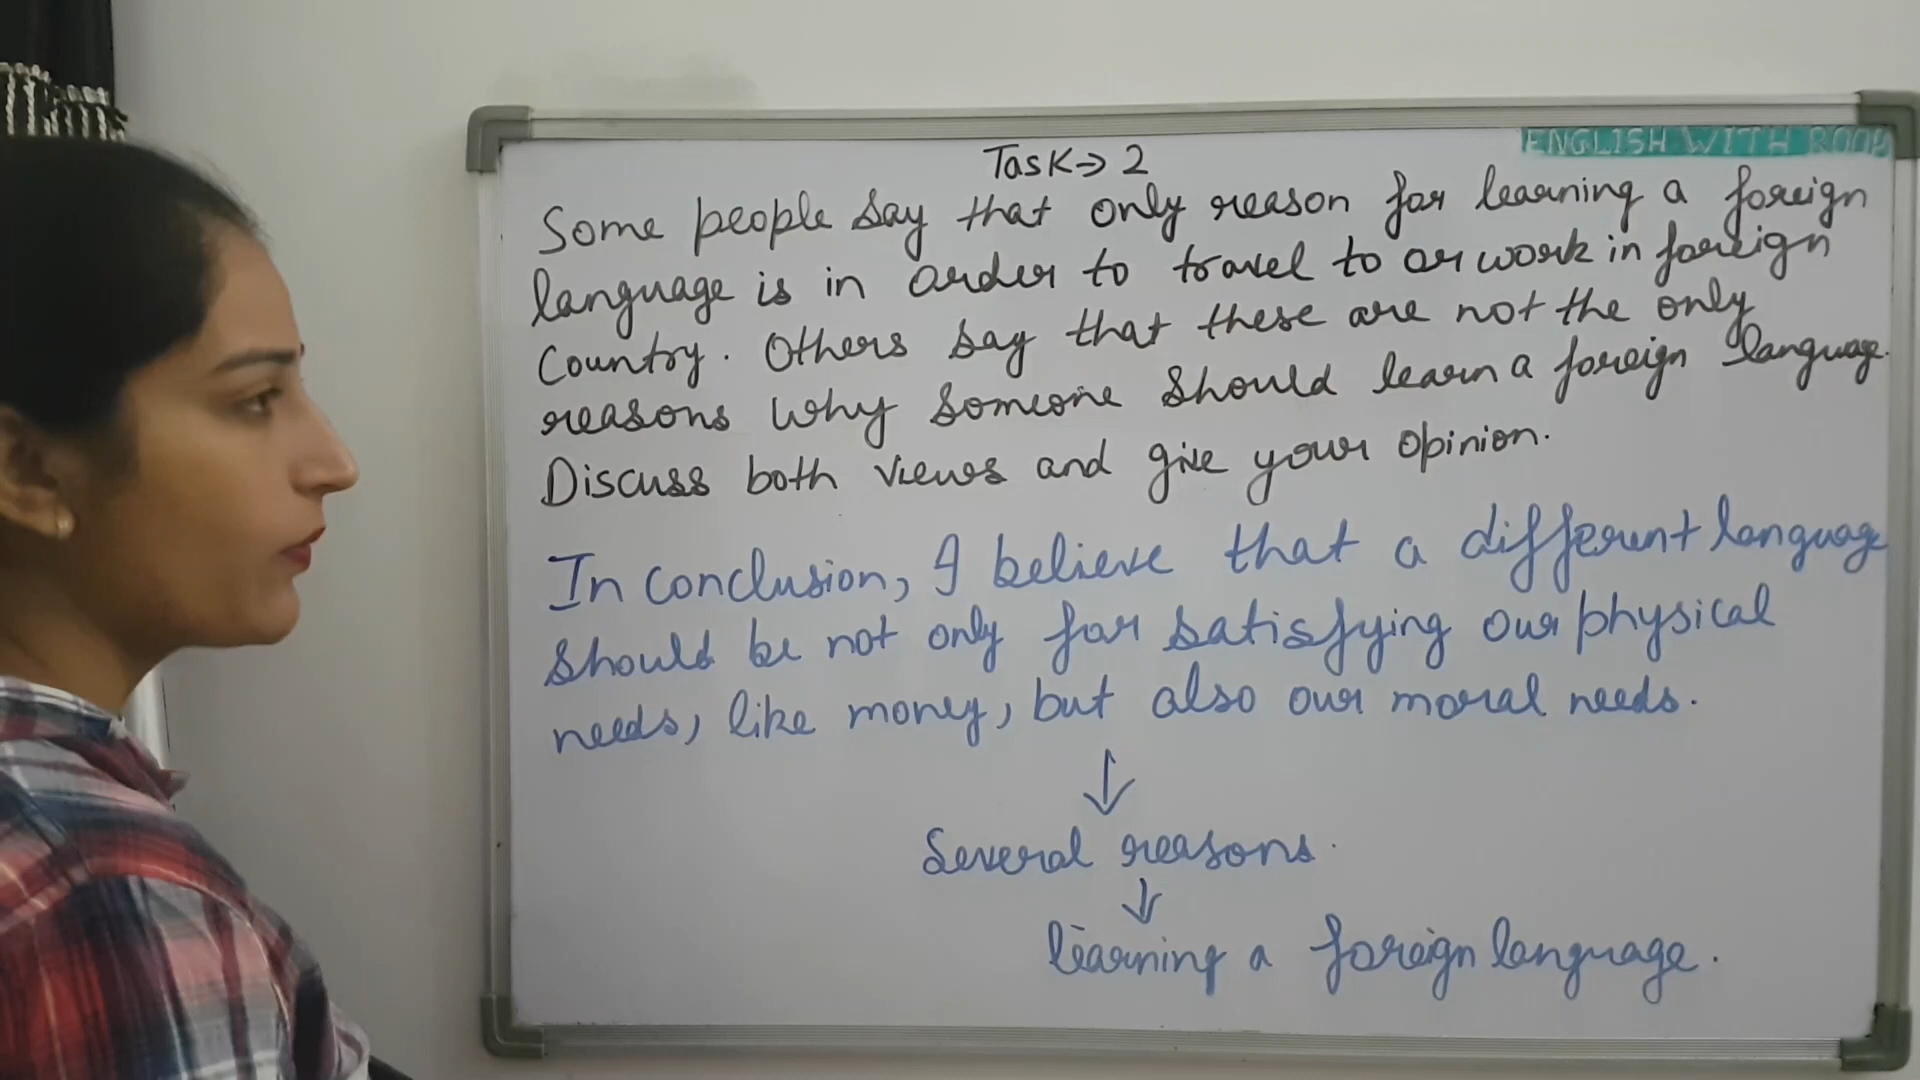 ENGLISH WITH ROOP
Task → 2
Some people say that only reason for learning a foreign
language is in order to travel to or work in foreign
Country. Others say that these are not the only
reasons why someone should learn a foreign language.
Discuss both views and give your opinion.
In conclusion, I believe that a different language
should be not only for satisfying our physical
needs, like money, but also our moral needs.
↓
Several reasons.
↓
learning a foreign language.